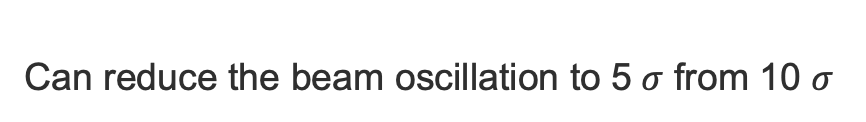 Can reduce the beam oscillation to 5 σ from 10 σ